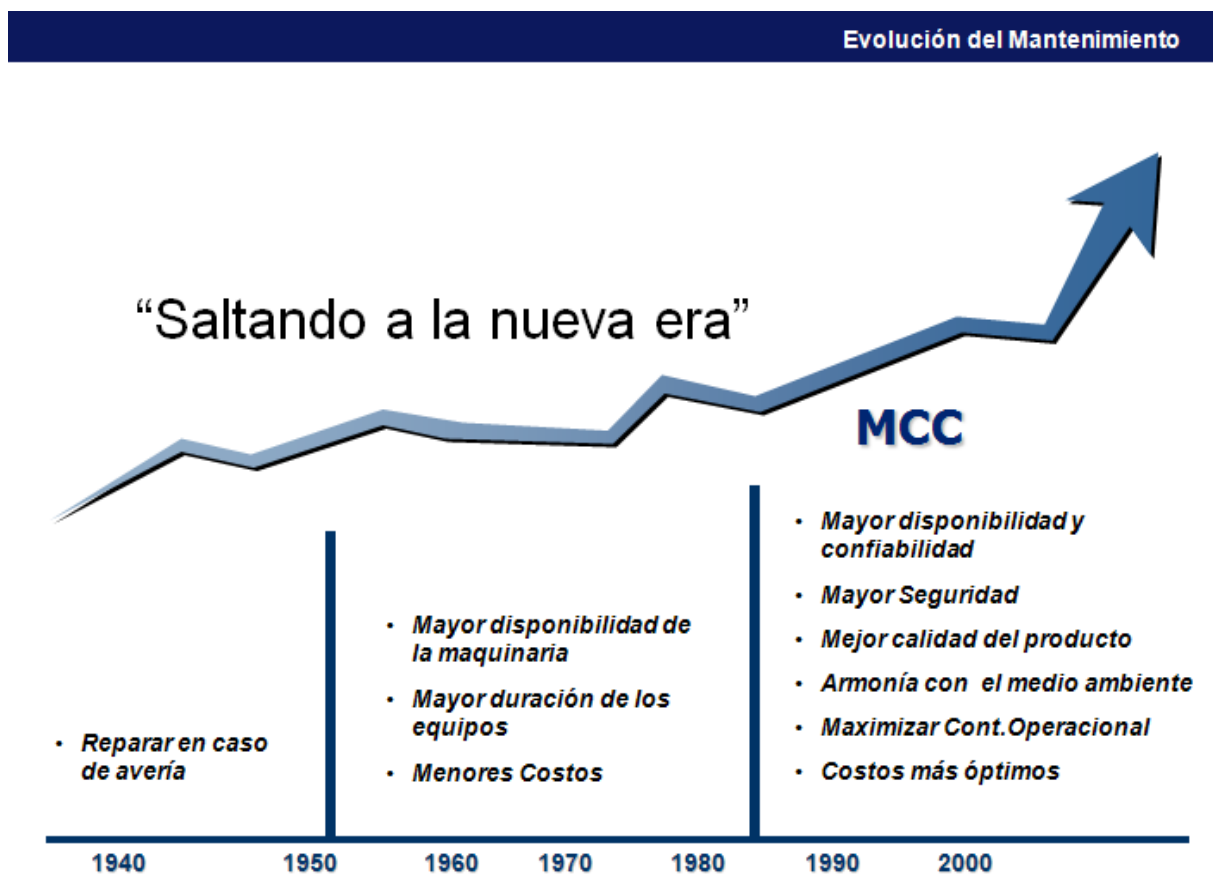 Evolución del Mantenimiento
“Saltando a la nueva era”
MCC
• Reparar en caso
de avería
• Mayor disponibilidad de
la maquinaria
• Mayor duración de los
equipos
• Menores Costos
• Mayor disponibilidad y
confiabilidad
• Mayor Seguridad
• Mejor calidad del producto
• Armonía con el medio ambiente
• Maximizar Cont.Operacional
• Costos más óptimos
1940 1950 1960 1970 1980 1990 2000